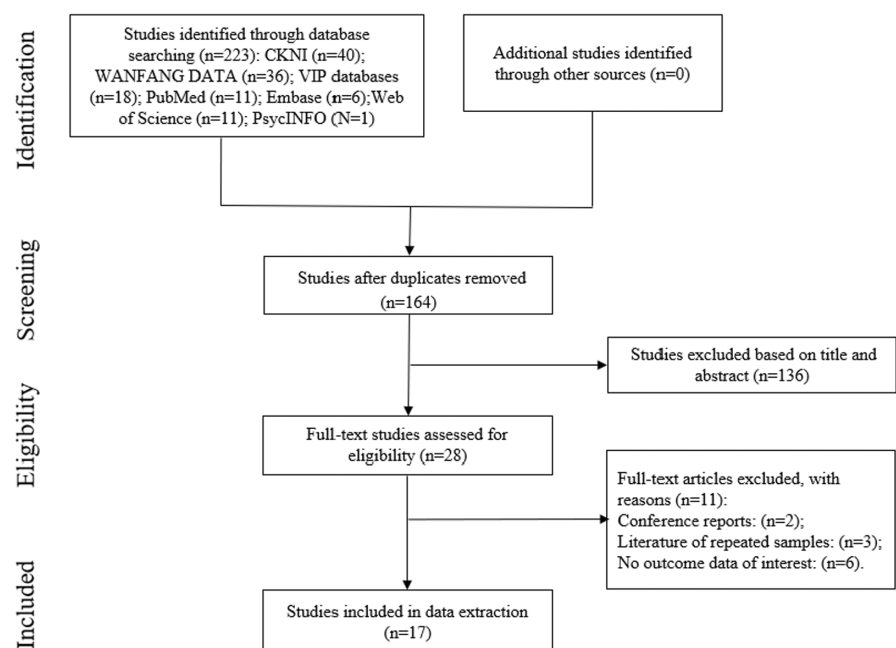 Identification
Studies identified through database
searching (n=223): CKNI (n=40);
WANFANG DATA (n=36); VIP databases
(n=18); PubMed (n=11); Embase (n=6);Web
of Science (n=11); PsycINFO (N=1)
Additional studies identified
through other sources (n=0)
Screening
Studies after duplicates removed
(n=164)
Studies excluded based on title and
abstract (n=136)
Eligibility
Full-text studies assessed for
eligibility (n=28)
Full-text articles excluded, with
reasons (n=11):
Conference reports: (n=2);
Literature of repeated samples: (n=3);
No outcome data of interest: (n=6).
Included
Studies included in data extraction
(n=17)